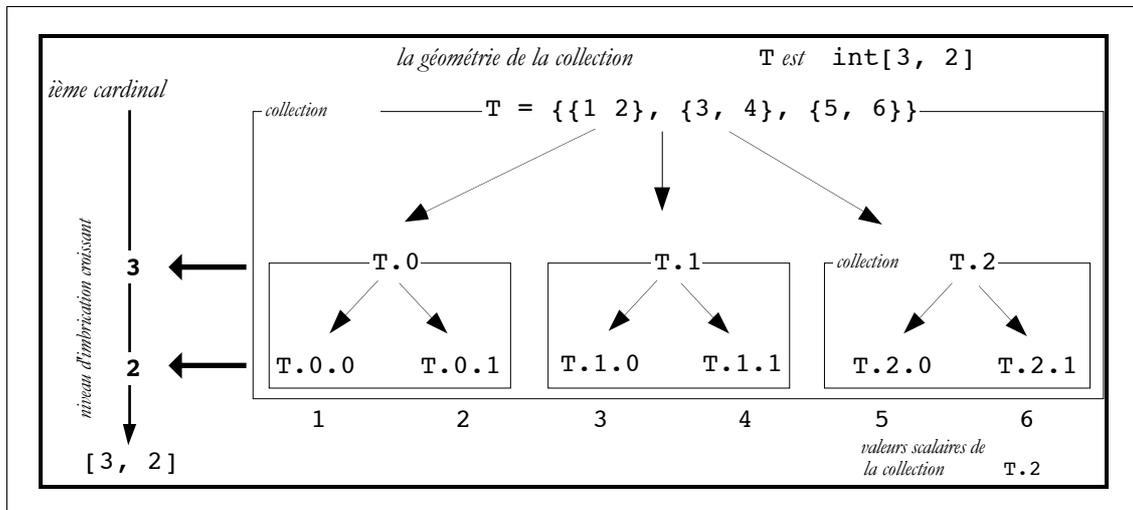 la géométrie de la collection T est int[3, 2]
ième cardinal
collection T = {{1 2}, {3, 4}, {5, 6}}
niveau d'imbrication croissant
3 T.0 T.1 collection T.2
2 T.0.0 T.0.1 T.1.0 T.1.1 T.2.0 T.2.1
1 2 3 4 5 6
[3, 2]
valeurs scalaires de
la collection T.2